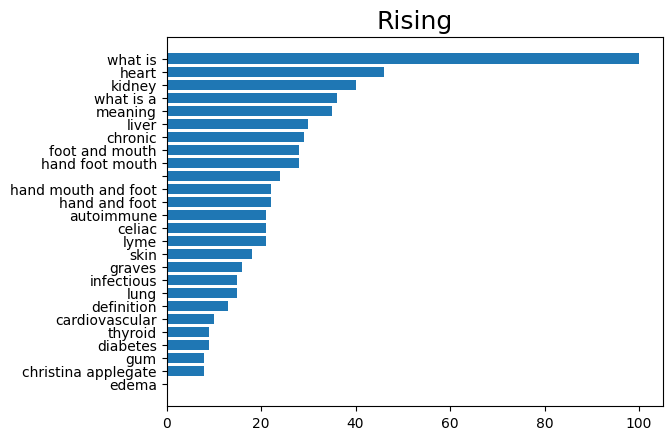 Rising
what is
heart
kidney
what is a
meaning
liver
chronic
foot and mouth
hand foot mouth
hand mouth and foot
hand and foot
autoimmune
celiac
lyme
skin
graves
infectious
lung
definition
cardiovascular
thyroid
diabetes
gum
christina applegate
edema
0 20 40 60 80 100